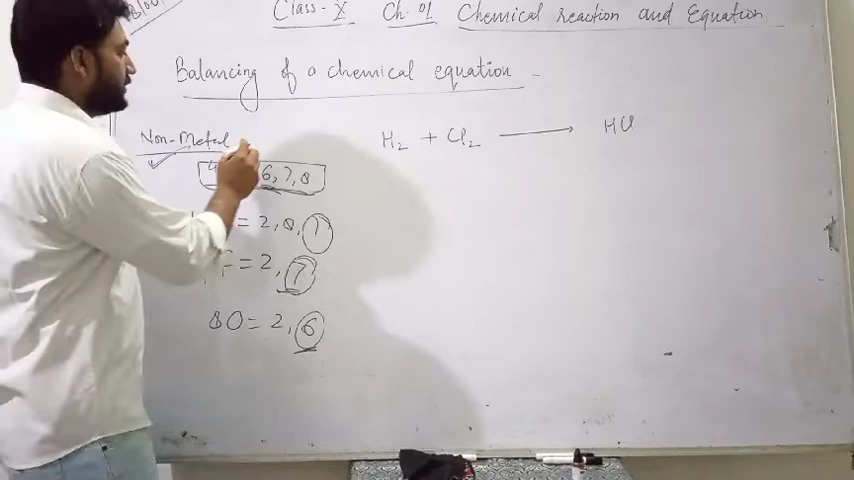 Class-X Ch. 01 Chemical reaction and Equation
Balancing of a chemical equation -
Non-Metal
H₂ + Cl₂ → HCl
6, 7, 8
= 2, 8, 7
F = 2, 7
8O = 2, 6